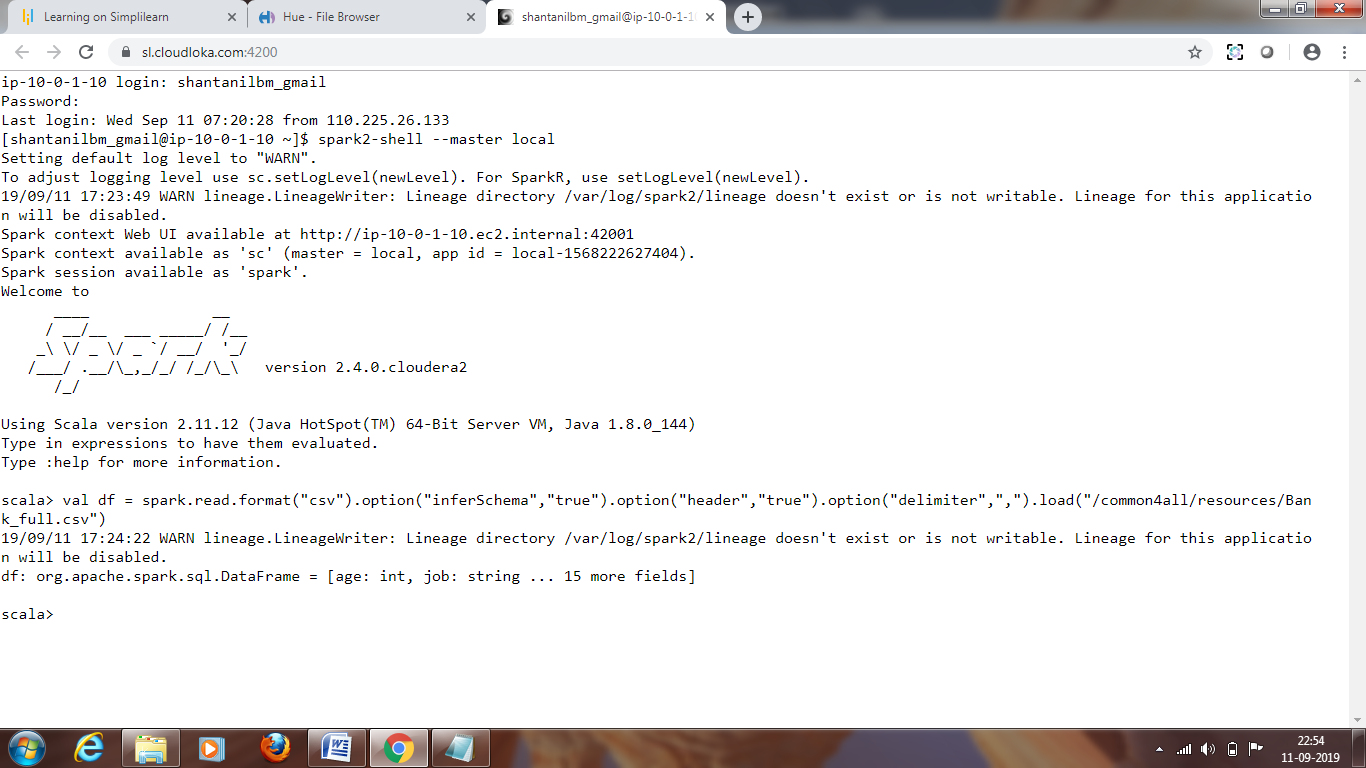 Learning on Simplilearn
Hue - File Browser
shantanilbm_gmail@ip-10-0-1-10
sl.cloudloka.com:4200
ip-10-0-1-10 login: shantanilbm_gmail
Password:
Last login: Wed Sep 11 07:20:28 from 110.225.26.133
[shantanilbm_gmail@ip-10-0-1-10 ~]$ spark2-shell --master local
Setting default log level to "WARN".
To adjust logging level use sc.setLogLevel(newLevel). For SparkR, use setLogLevel(newLevel).
19/09/11 17:23:49 WARN lineage.LineageWriter: Lineage directory /var/log/spark2/lineage doesn't exist or is not writable. Lineage for this applicatio
n will be disabled.
Spark context Web UI available at http://ip-10-0-1-10.ec2.internal:42001
Spark context available as 'sc' (master = local, app id = local-1568222627404).
Spark session available as 'spark'.
Welcome to
      ____              __
     / __/__  ___ _____/ /__
    _\ \/ _ \/ _ `/ __/  '_/
   /___/ .__/\_,_/_/ /_/\_\   version 2.4.0.cloudera2
      /_/
Using Scala version 2.11.12 (Java HotSpot(TM) 64-Bit Server VM, Java 1.8.0_144)
Type in expressions to have them evaluated.
Type :help for more information.
scala> val df = spark.read.format("csv").option("inferSchema","true").option("header","true").option("delimiter",",").load("/common4all/resources/Ban
k_full.csv")
19/09/11 17:24:22 WARN lineage.LineageWriter: Lineage directory /var/log/spark2/lineage doesn't exist or is not writable. Lineage for this applicatio
n will be disabled.
df: org.apache.spark.sql.DataFrame = [age: int, job: string ... 15 more fields]
scala>
22:54
11-09-2019